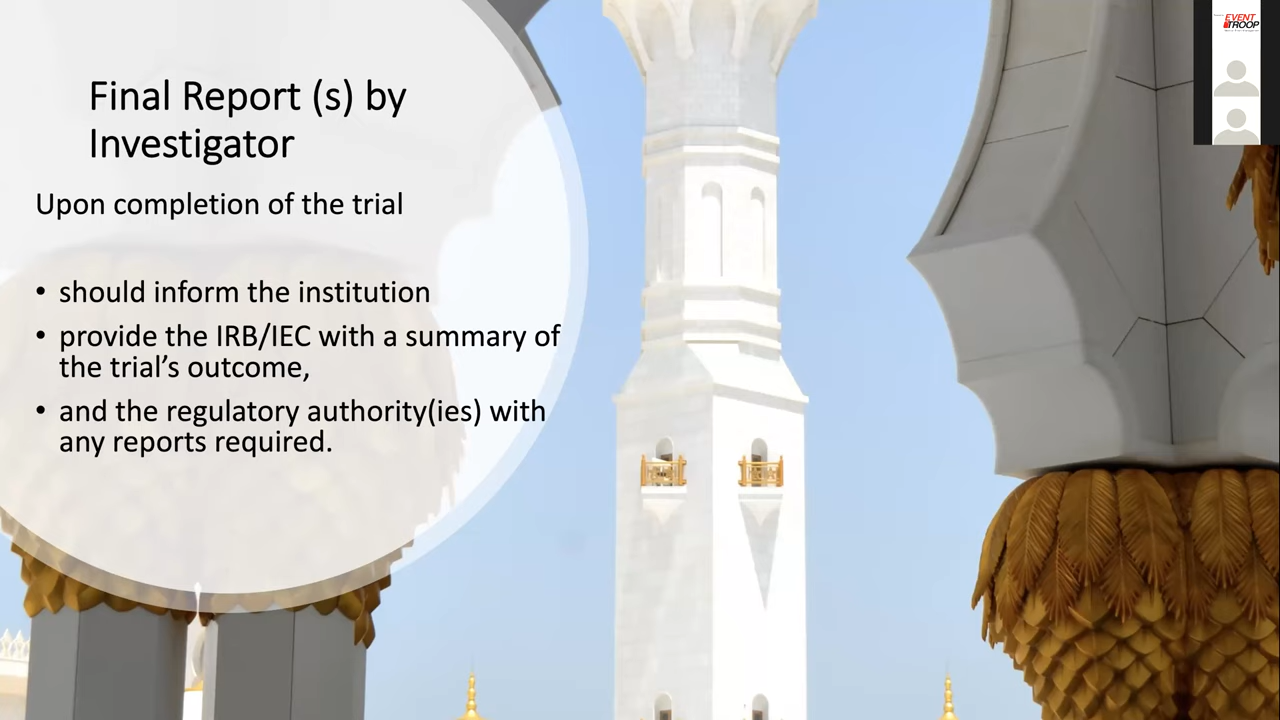 Final Report (s) by
Investigator
Upon completion of the trial
• should inform the institution
• provide the IRB/IEC with a summary of
the trial’s outcome,
• and the regulatory authority(ies) with
any reports required.
EVENT
TROOP